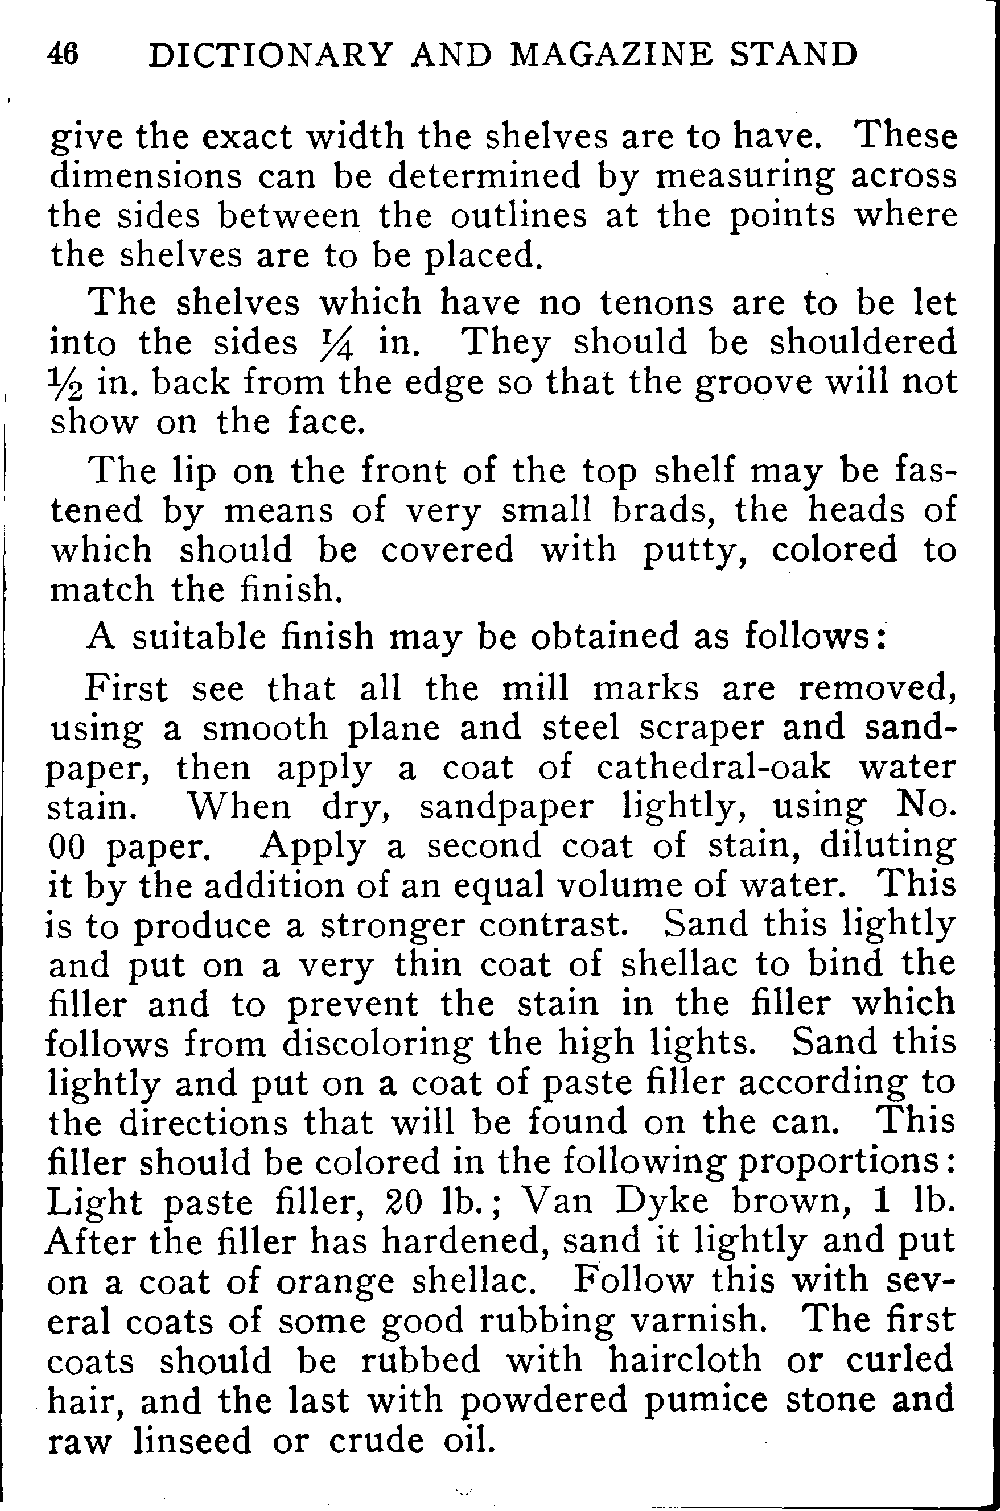 46 DICTIONARY AND MAGAZINE STAND
give the exact width the shelves are to have. These
dimensions can be determined by measuring across
the sides between the outlines at the points where
the shelves are to be placed.
The shelves which have no tenons are to be let
into the sides ¼ in. They should be shouldered
½ in. back from the edge so that the groove will not
show on the face.
The lip on the front of the top shelf may be fas-
tened by means of very small brads, the heads of
which should be covered with putty, colored to
match the finish.
A suitable finish may be obtained as follows:
First see that all the mill marks are removed,
using a smooth plane and steel scraper and sand-
paper, then apply a coat of cathedral-oak water
stain. When dry, sandpaper lightly, using No.
00 paper. Apply a second coat of stain, diluting
it by the addition of an equal volume of water. This
is to produce a stronger contrast. Sand this lightly
and put on a very thin coat of shellac to bind the
filler and to prevent the stain in the filler which
follows from discoloring the high lights. Sand this
lightly and put on a coat of paste filler according to
the directions that will be found on the can. This
filler should be colored in the following proportions:
Light paste filler, 20 lb.; Van Dyke brown, 1 lb.
After the filler has hardened, sand it lightly and put
on a coat of orange shellac. Follow this with sev-
eral coats of some good rubbing varnish. The first
coats should be rubbed with haircloth or curled
hair, and the last with powdered pumice stone and
raw linseed or crude oil.